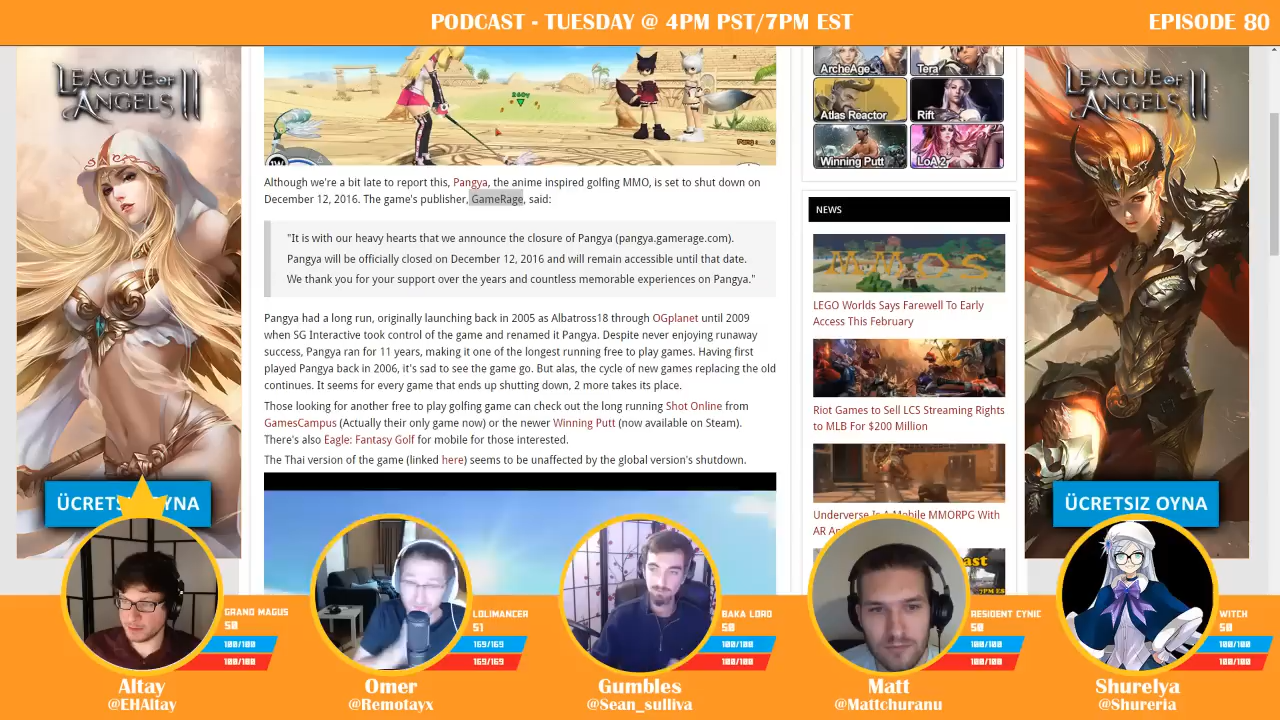 PODCAST - TUESDAY @ 4PM PST/7PM EST
EPISODE 80
LEAGUE OF
ANGELS II
ÜCRETSIZ OYNA
Although we're a bit late to report this, Pangya, the anime inspired golfing MMO, is set to shut down on
December 12, 2016. The game's publisher, GameRage, said:
"It is with our heavy hearts that we announce the closure of Pangya (pangya.gamerage.com).
Pangya will be officially closed on December 12, 2016 and will remain accessible until that date.
We thank you for your support over the years and countless memorable experiences on Pangya."
Pangya had a long run, originally launching back in 2005 as Albatross18 through OGplanet until 2009
when SG Interactive took control of the game and renamed it Pangya. Despite never enjoying runaway
success, Pangya ran for 11 years, making it one of the longest running free to play games. Having first
played Pangya back in 2006, it's sad to see the game go. But alas, the cycle of new games replacing the old
continues. It seems for every game that ends up shutting down, 2 more takes its place.
Those looking for another free to play golfing game can check out the long running Shot Online from
GamesCampus (Actually their only game now) or the newer Winning Putt (now available on Steam).
There's also Eagle: Fantasy Golf for mobile for those interested.
The Thai version of the game (linked here) seems to be unaffected by the global version's shutdown.
ArcheAge
Tera
Atlas Reactor
Rift
Winning Putt
LoA 2
NEWS
MMOS
LEGO Worlds Says Farewell To Early
Access This February
Riot Games to Sell LCS Streaming Rights
to MLB For $200 Million
Underverse Is A Mobile MMORPG With
AR
LEAGUE OF
ANGELS II
ÜCRETSIZ OYNA
GRAND MAGUS
50
100/100
100/100
Altay
@EHAltay
LOLIMANCER
51
169/169
169/169
Omer
@Remotayx
BAKA LORD
50
100/100
100/100
Gumbles
@Sean_sulliva
RESIDENT CYNIC
50
100/100
100/100
Matt
@Mattchuranu
WITCH
50
100/100
100/100
Shurelya
@Shureria